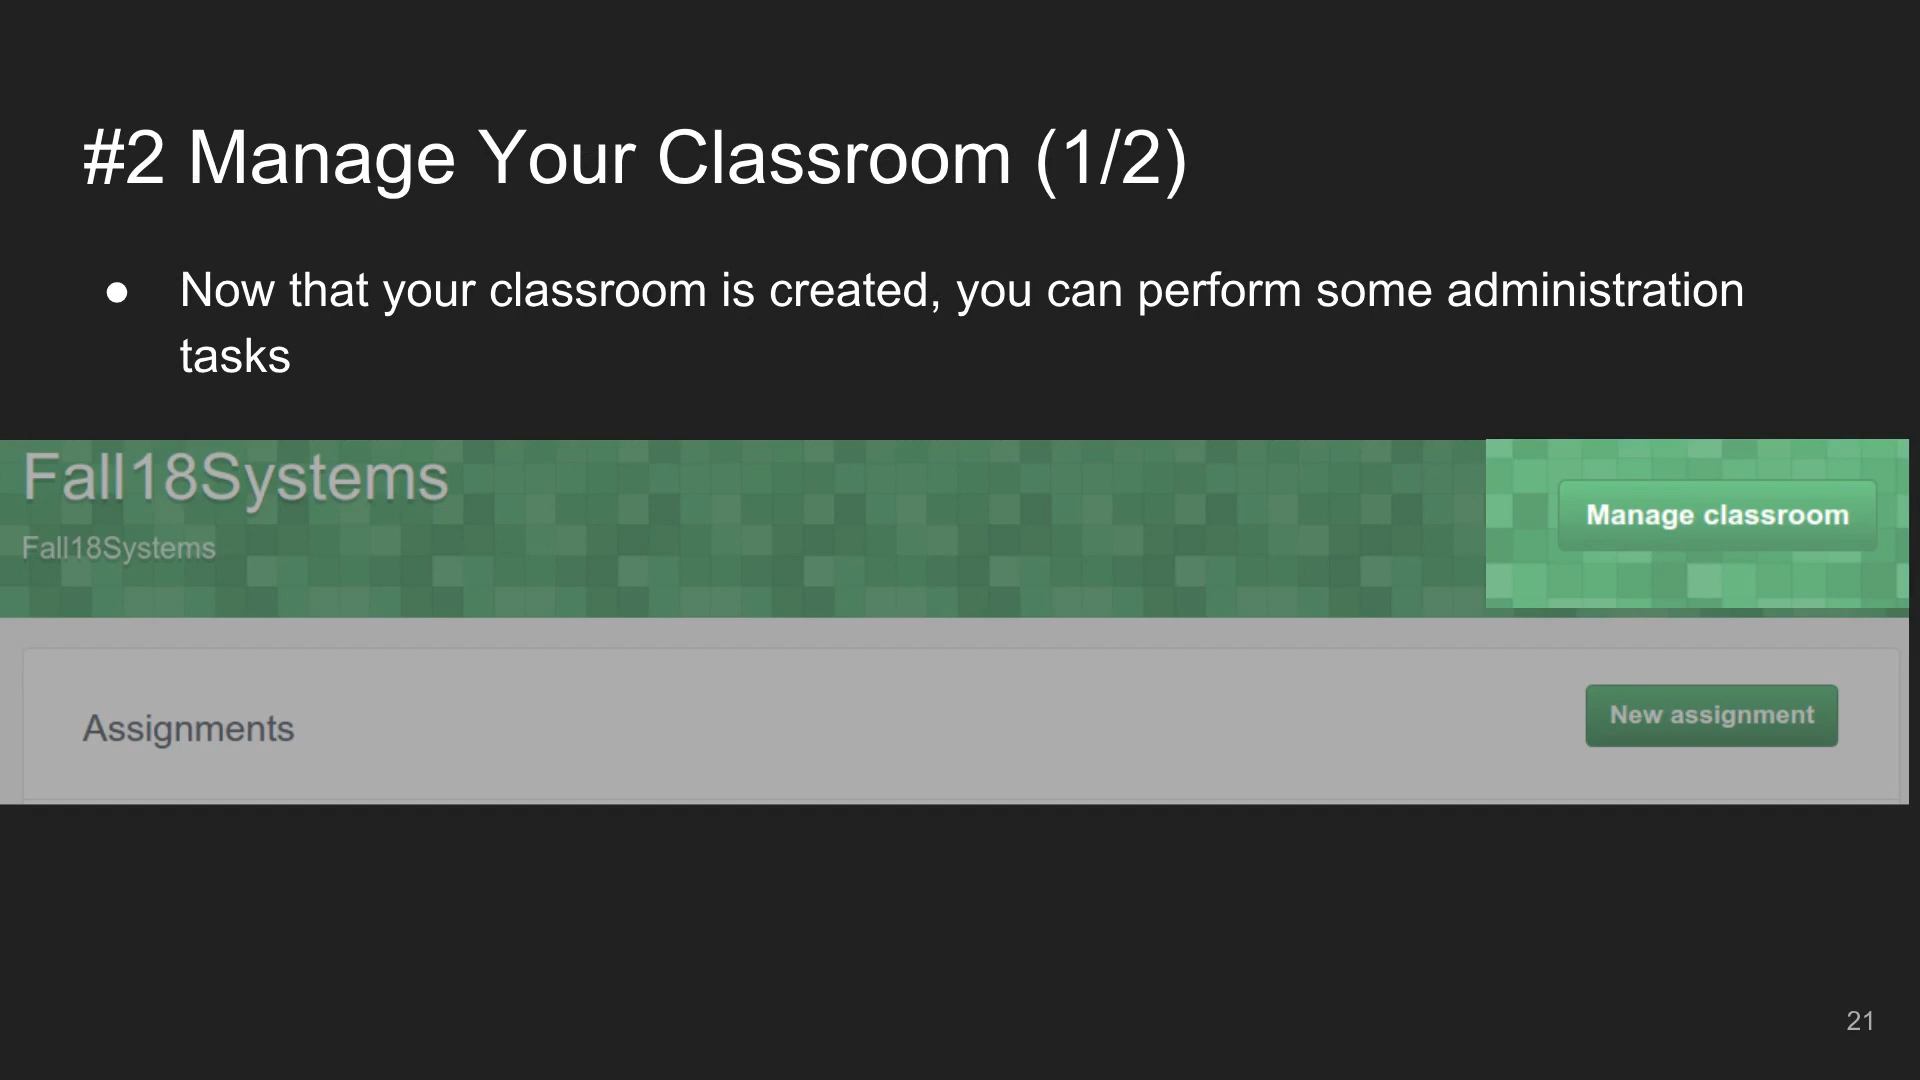 #2 Manage Your Classroom (1/2)
● Now that your classroom is created, you can perform some administration
tasks
Fall18Systems
Manage classroom
Fall18Systems
Assignments
New assignment
21